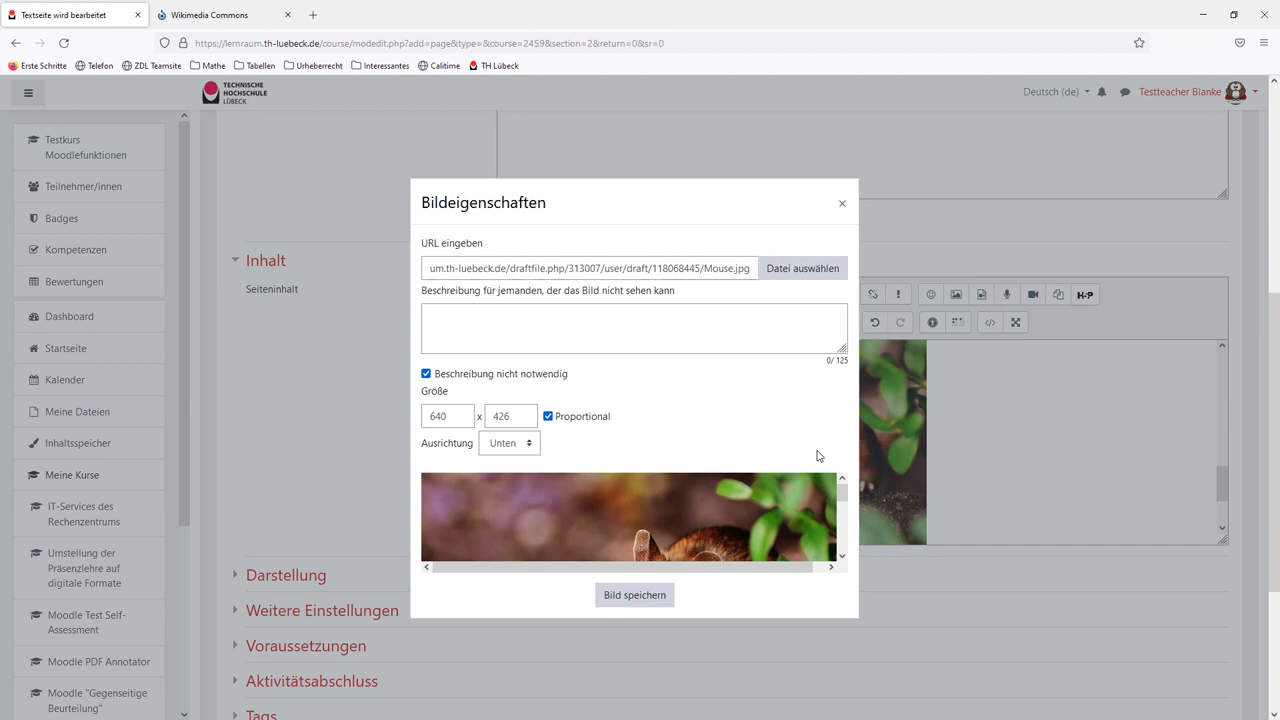 Textseite wird bearbeitet
Wikimedia Commons
https://lernraum.th-luebeck.de/course/modedit.php?add=page&type=&course=2459&section=2&return=0&sr=0
Erste Schritte Telefon ZDL Teamsite Mathe Tabellen Urheberrecht Interessantes Calitime TH Lübeck
TECHNISCHE
HOCHSCHULE
LÜBECK
Deutsch (de)
Testteacher Blanke
Testkurs
Moodlefunktionen
Teilnehmer/innen
Badges
Kompetenzen
Bewertungen
Dashboard
Startseite
Kalender
Meine Dateien
Inhaltsspeicher
Meine Kurse
IT-Services des
Rechenzentrums
Umstellung der
Präsenzlehre auf
digitale Formate
Moodle Test Self-
Assessment
Moodle PDF Annotator
Moodle "Gegenseitige
Beurteilung"
Inhalt
Seiteninhalt
H-P
Bildeigenschaften
URL eingeben
um.th-luebeck.de/draftfile.php/313007/user/draft/118068445/Mouse.jpg
Datei auswählen
Beschreibung für jemanden, der das Bild nicht sehen kann
0/ 125
Beschreibung nicht notwendig
Größe
640 x 426 Proportional
Ausrichtung Unten
Bild speichern
Darstellung
Weitere Einstellungen
Voraussetzungen
Aktivitätsabschluss
Tags